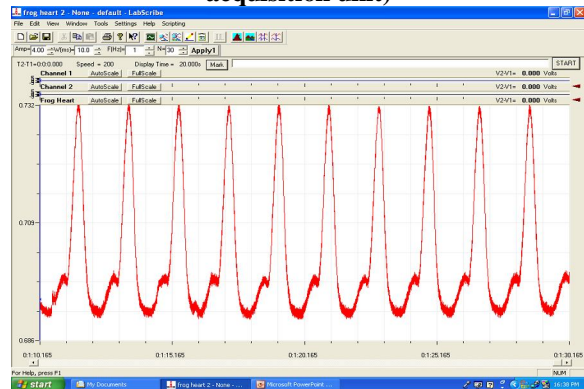 acquisition unit)
frog heart 2 - None - default - LabScribe
File Edit View Window Tools Settings Help Scripting
Amp= 4.00 W(ms)= 10.0 F(Hz)= 1 N= 30 Apply1
T2-T1=0:0:0.000 Speed = 200 Display Time = 20.000s Mark START
Channel 1 AutoScale FullScale V2-V1= 0.000 Volts
Channel 2 AutoScale FullScale V2-V1= 0.000 Volts
Frog Heart AutoScale FullScale V2-V1= 0.000 Volts
0.732
0.709
0.686
0:1:10.165 0:1:15.165 0:1:20.165 0:1:25.165 0:1:30.165
For Help, press F1 NUM
start My Documents frog heart 2 - None - ... Microsoft PowerPoint ... 16:38 PM